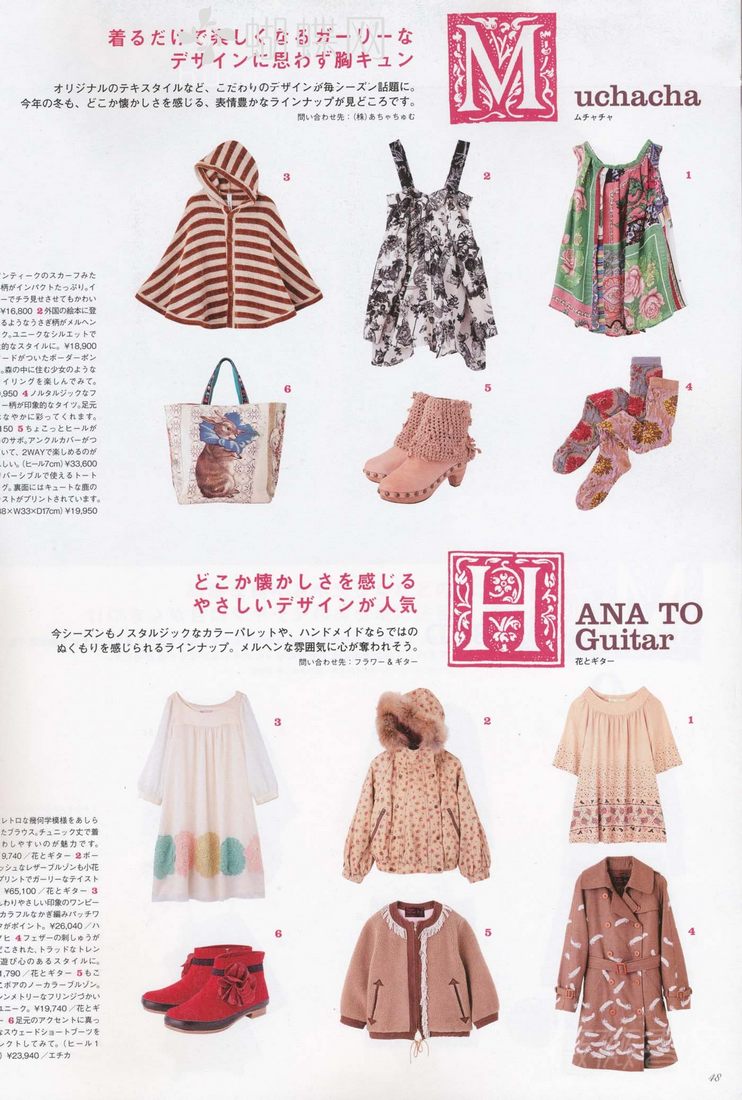 蝴蝶网
着るだけで楽しくなるガーリーな
デザインに思わず胸キュン
オリジナルのテキスタイルなど、こだわりのデザインが毎シーズン話題に。
今年の冬も、どこか懐かしさを感じる、表情豊かなラインナップが見どころです。
問い合わせ先：(株)あちゃちゅむ
M
uchacha
ムチャチャ
3
2
1
6
5
4
ンティークのスカーフみた
柄がインパクトたっぷり。イ
ーでチラ見せさせてもかわい
¥16,800 2 外国の絵本に登
るようなうさぎ柄がメルヘン
ク。ユニークなシルエットで
的なスタイルに。¥18,900
ードがついたボーダーポン
。森の中に住む少女のような
イリングを楽しんでみて。
,950 4 ノルタルジックなフ
ー柄が印象的なタイツ。足元
なやかに彩ってくれます。
150 5 ちょこっとヒールが
のサボ。アンクルカバーがつ
いて、2WAYで楽しめるの
しい。(ヒール7cm)¥33,600
バーシブルで使えるトート
グ。裏面にはキュートな鹿の
ストがプリントされています。
38×W33×D17cm)¥19,950
どこか懐かしさを感じる
やさしいデザインが人気
今シーズンもノスタルジックなカラーパレットや、ハンドメイドならではの
ぬくもりを感じられるラインナップ。メルヘンな雰囲気に心が奪われそう。
問い合わせ先：フラワー&ギター
H
ANA TO
Guitar
花とギター
3
2
1
6
5
4
レトロな幾何学模様をあしら
たブラウス。チュニック丈で着
わしやすいのが魅力です。
9,740／花とギター 2 ボー
ッシュなレザーブルゾンも小花
プリントでガーリーなテイスト
¥65,100／花とギター 3
んわりやさしい印象のワンピー
カラフルなかぎ編みパッチワ
クがポイント。¥26,040／ハ
ノヒ 4 フェザーの刺しゅうが
どこされた、トラッドなトレン
遊び心のあるスタイルに。
1,790／花とギター 5 もこ
こボアのノーカラーブルゾン。
ンメトリーなフリンジづかい
ユニーク。¥19,740／花とギ
ー 6 足元のアクセントに真っ
なスウェードショートブーツを
レクトしてみて。(ヒール1
) ¥23,940／エチカ
48